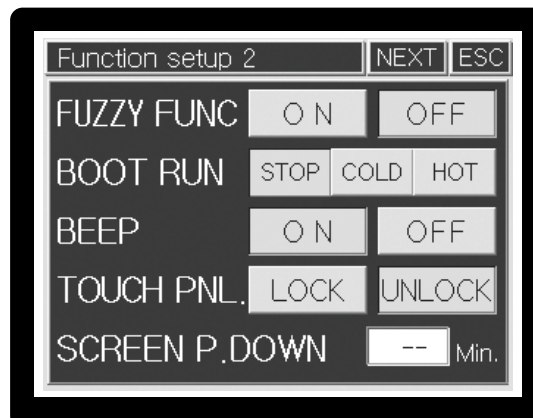 Function setup 2 NEXT ESC
FUZZY FUNC ON OFF
BOOT RUN STOP COLD HOT
BEEP ON OFF
TOUCH PNL. LOCK UNLOCK
SCREEN P.DOWN -- Min.